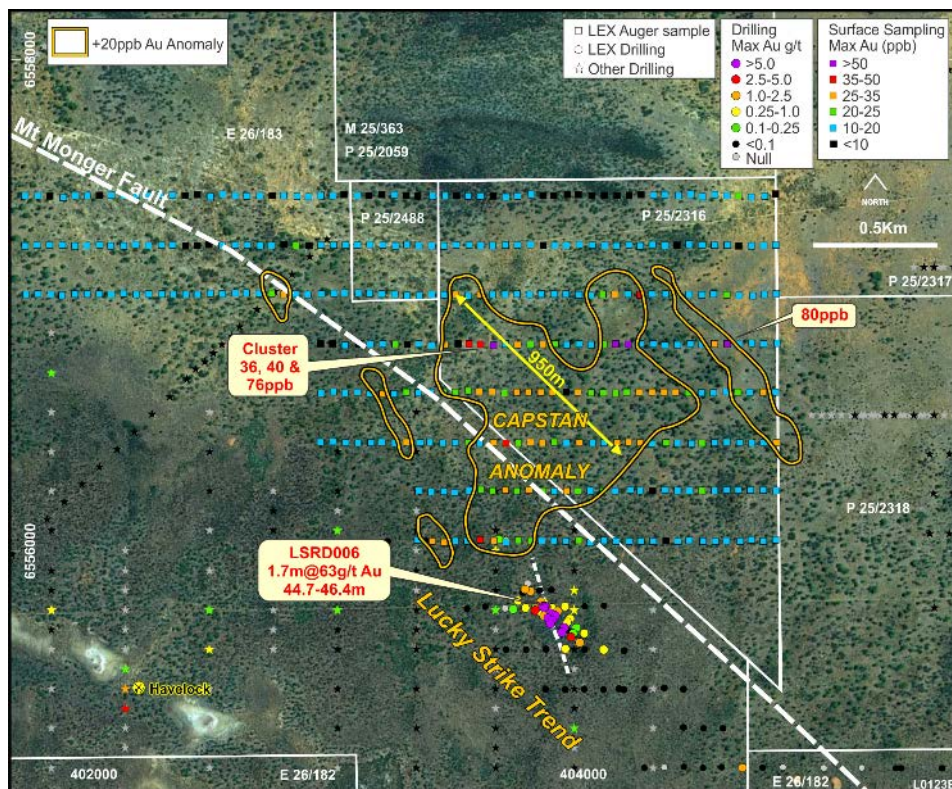 +20ppb Au Anomaly
LEX Auger sample
LEX Drilling
Other Drilling
Drilling
Max Au g/t
>5.0
2.5-5.0
1.0-2.5
0.25-1.0
0.1-0.25
<0.1
Null
Surface Sampling
Max Au (ppb)
>50
35-50
25-35
20-25
10-20
<10
6558000
E 26/183
M 25/363
P 25/2059
Mt Monger Fault
P 25/2488
P 25/2316
NORTH
0.5Km
P 25/2317
80ppb
Cluster
36, 40 &
76ppb
950m
CAPSTAN
ANOMALY
P 25/2318
6556000
LSRD006
1.7m@63g/t Au
44.7-46.4m
Lucky Strike Trend
Havelock
402000
E 26/182
404000
E 26/182